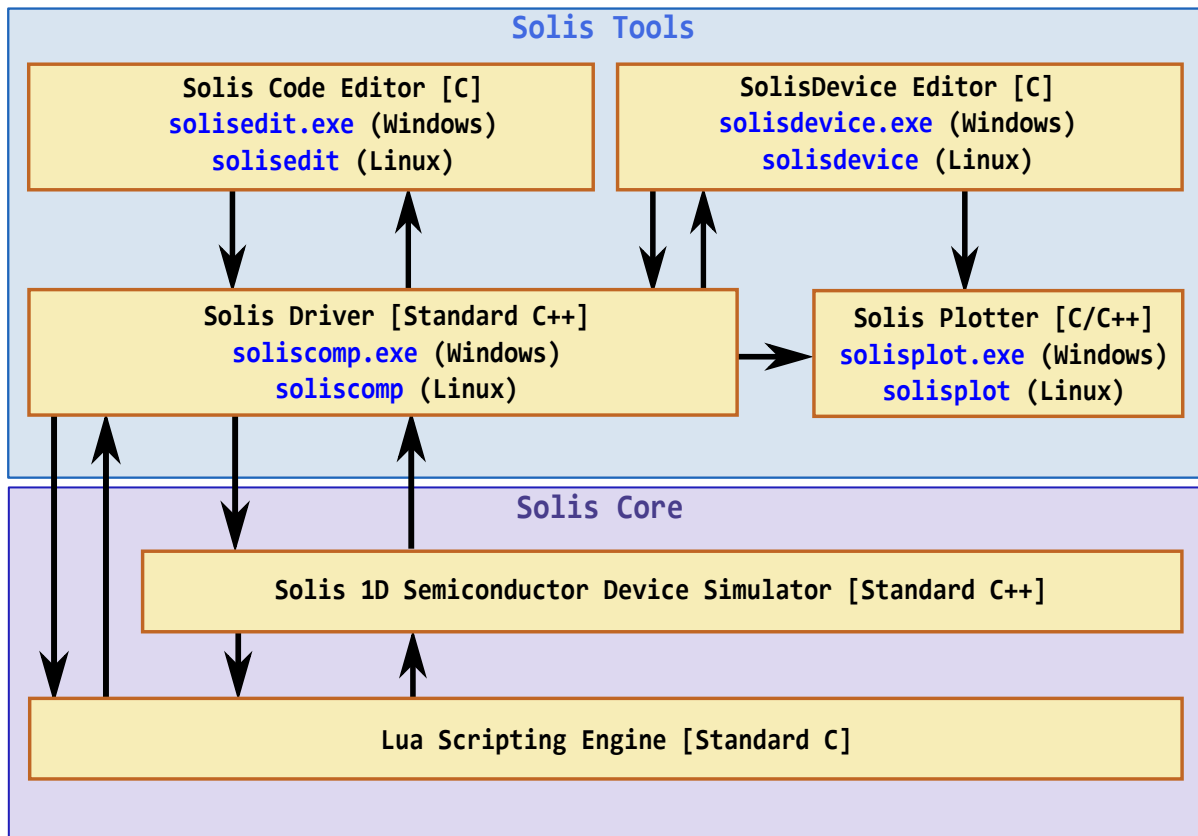 Solis Tools
Solis Code Editor [C]
solisedit.exe (Windows)
solisedit (Linux)
SolisDevice Editor [C]
solisdevice.exe (Windows)
solisdevice (Linux)
Solis Driver [Standard C++]
soliscomp.exe (Windows)
soliscomp (Linux)
Solis Plotter [C/C++]
solisplot.exe (Windows)
solisplot (Linux)
Solis Core
Solis 1D Semiconductor Device Simulator [Standard C++]
Lua Scripting Engine [Standard C]